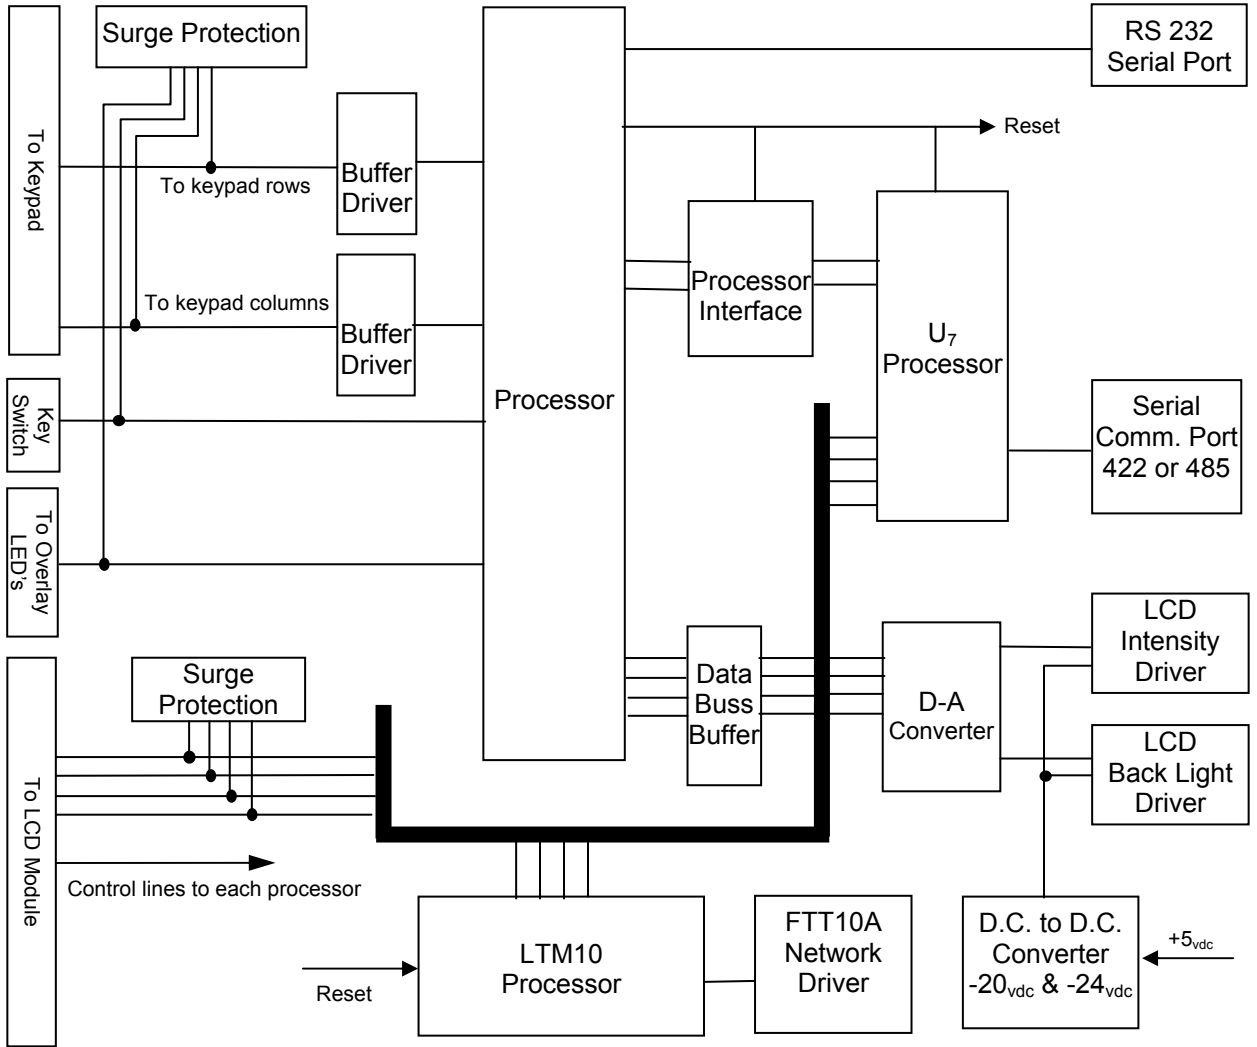 Surge Protection
RS 232
Serial Port
To Keypad
Reset
Buffer
Driver
To keypad rows
Processor
Interface
To keypad columns
Buffer
Driver
U₇
Processor
Processor
Key
Switch
Serial
Comm. Port
422 or 485
To Overlay
LED's
LCD
Intensity
Driver
Surge
Protection
Data
Buss
Buffer
D-A
Converter
LCD
Back Light
Driver
To LCD Module
Control lines to each processor
LTM10
Processor
Reset
FTT10A
Network
Driver
D.C. to D.C.
Converter
-20vdc & -24vdc
+5vdc